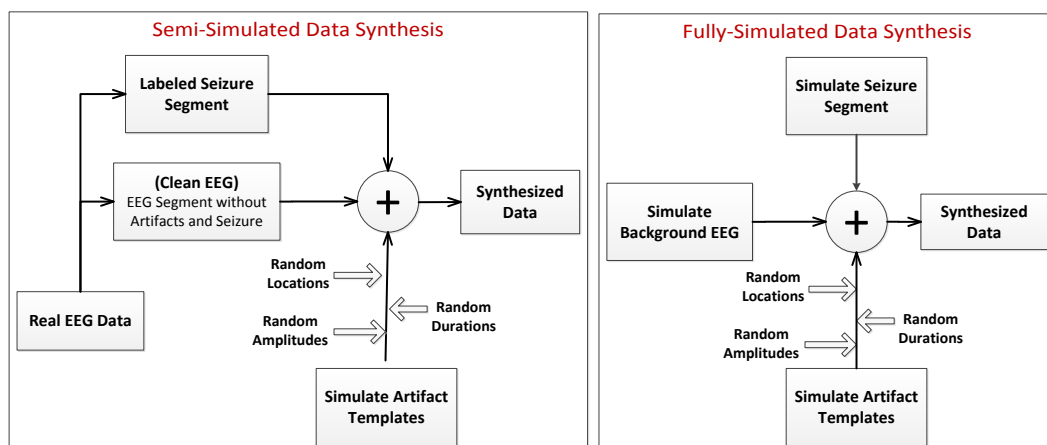 Semi-Simulated Data Synthesis
Labeled Seizure
Segment
(Clean EEG)
EEG Segment without
Artifacts and Seizure
+
Synthesized
Data
Random
Locations
Real EEG Data
Random
Amplitudes
Random
Durations
Simulate Artifact
Templates
Fully-Simulated Data Synthesis
Simulate Seizure
Segment
Simulate
Background EEG
+
Synthesized
Data
Random
Locations
Random
Durations
Random
Amplitudes
Simulate Artifact
Templates